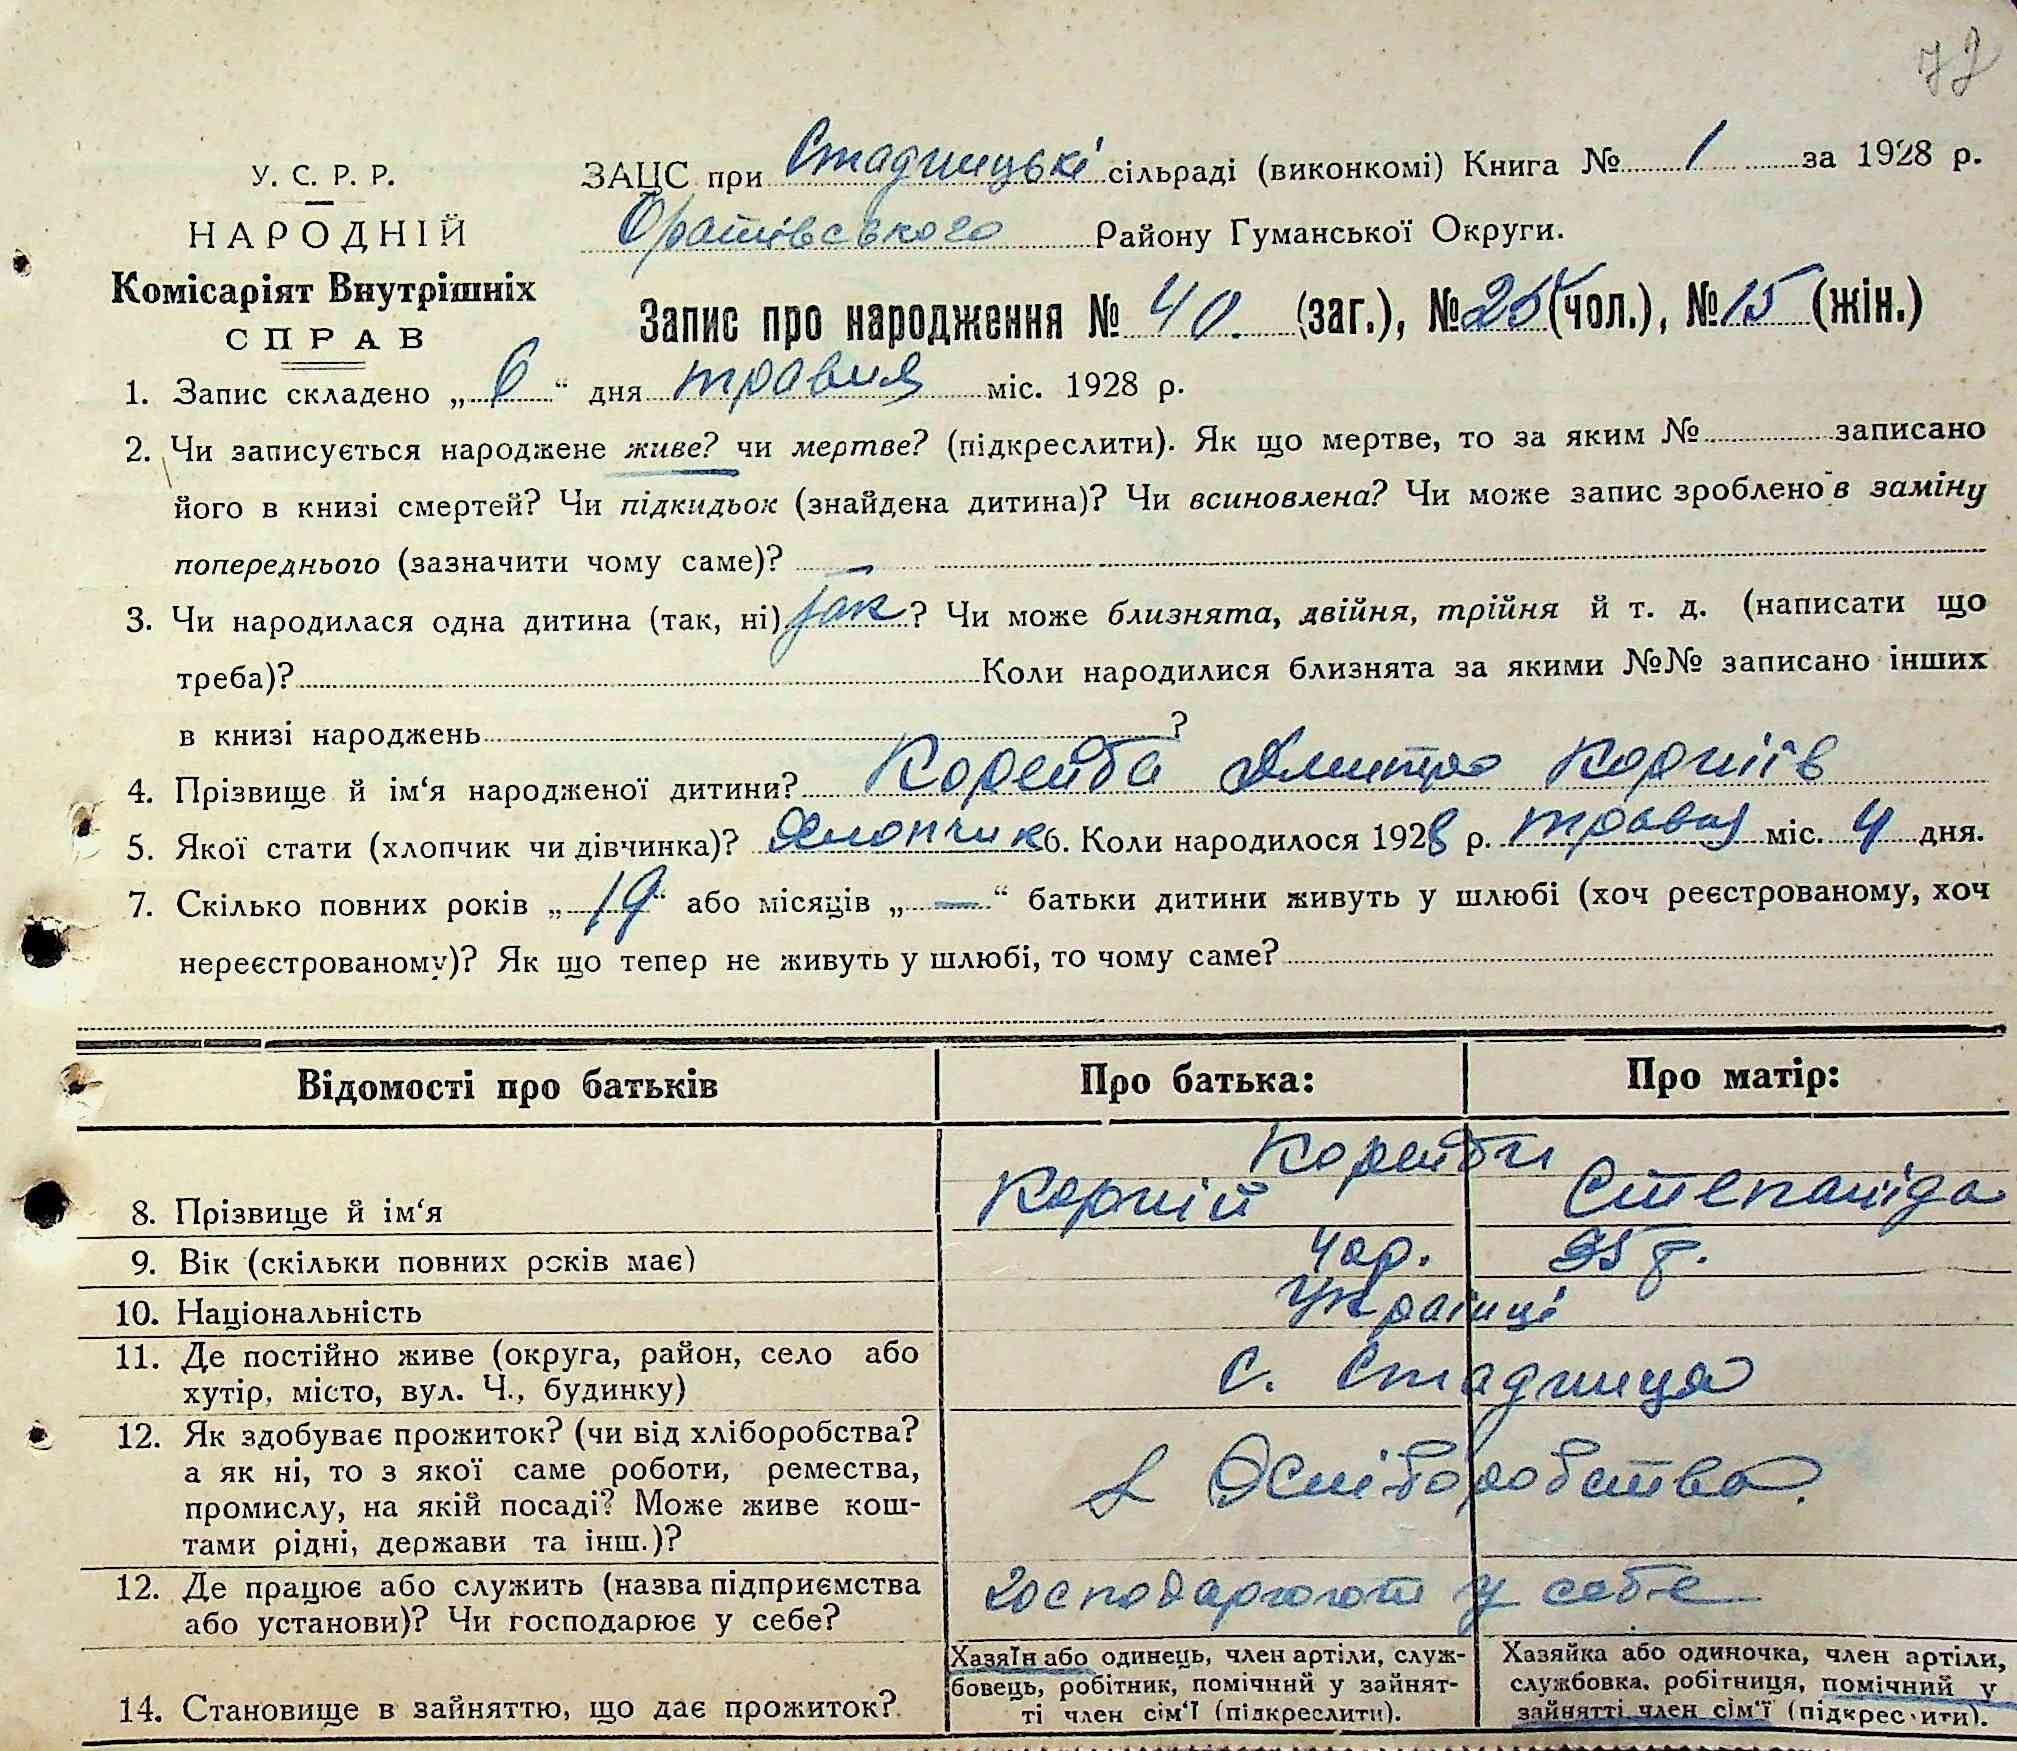 72
У. С. Р. Р.
НАРОДНІЙ
Комісаріят Внутрішніх
СПРАВ
ЗАЦС при Стадницькі сільраді (виконкомі) Книга № 1 за 1928 р.
Оратівського Району Гуманської Округи.
Запис про народження № 40. (заг.), № 25 (чол.), № 15 (жін.)
1. Запис складено „ 6 “ дня травня міс. 1928 р.
2. Чи записується народжене живе? чи мертве? (підкреслити). Як що мертве, то за яким № записано
його в книзі смертей? Чи підкидьок (знайдена дитина)? Чи всиновлена? Чи може запис зроблено в заміну
попереднього (зазначити чому саме)?
3. Чи народилася одна дитина (так, ні) так ? Чи може близнята, двійня, трійня й т. д. (написати що
треба)? Коли народилися близнята за якими №№ записано інших
в книзі народжень ?
4. Прізвище й ім‘я народженої дитини? Корейба Дмитро Корніїв
5. Якої стати (хлопчик чи дівчинка)? Хлопчик 6. Коли народилося 1928 р. травня міс. 4 дня.
7. Скілько повних років „ 19 “ або місяців „ — “ батьки дитини живуть у шлюбі (хоч реєстрованому, хоч
нереєстрованому)? Як що тепер не живуть у шлюбі, то чому саме?
Відомості про батьків Про батька: Про матір:
Корейби
8. Прізвище й ім‘я Корній Степаніда
9. Вік (скільки повних років має) 40р. 35 р.
10. Національність Українці
11. Де постійно живе (округа, район, село або
хутір, місто, вул. Ч., будинку) С. Стадниця
12. Як здобуває прожиток? (чи від хліборобства?
а як ні, то з якої саме роботи, ремества,
промислу, на якій посаді? Може живе кош-
тами рідні, держави та інш.)? з Хліборобства.
12. Де працює або служить (назва підприємства
або установи)? Чи господарює у себе? господарюют у себе
14. Становище в зайняттю, що дає прожиток?
Хазяїн або одинець, член артіли, служ-
бовець, робітник, помічний у зайнят-
ті член сім‘ї (підкреслити).
Хазяйка або одиночка, член артіли,
службовка, робітниця, помічний у
зайнятті член сім‘ї (підкреслити).